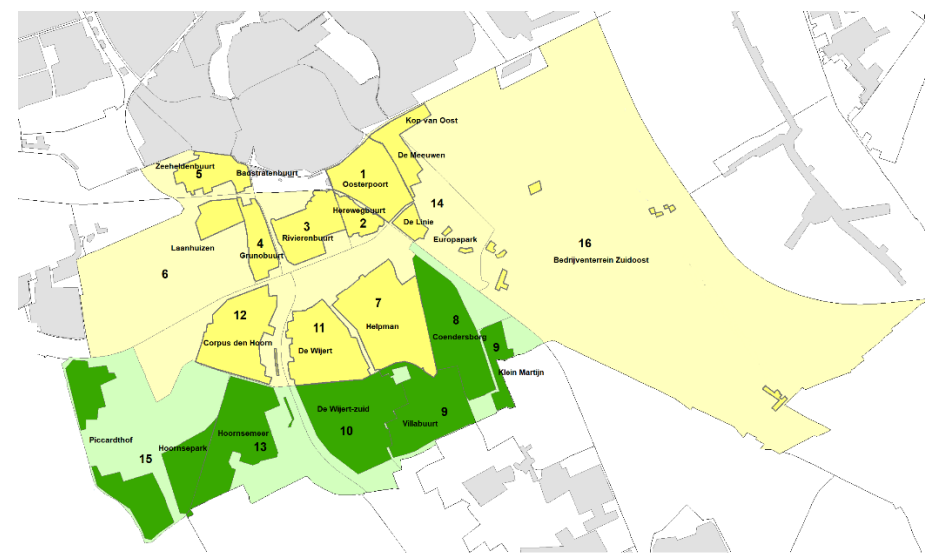 Kop van Oost
De Meeuwen
Zeeheldenbuurt
5
Badstratenbuurt
1
Oosterpoort
Herewegbuurt
2
De Linie
14
3
Rivierenbuurt
Europapark
16
Bedrijventerrein Zuidoost
Laanhuizen
4
Grunobuurt
6
12
Corpus den Hoorn
11
De Wijert
7
Helpman
8
Coendersborg
9
Klein Martijn
De Wijert-zuid
10
9
Villabuurt
Hoornsemeer
13
Hoornsepark
Piccardthof
15